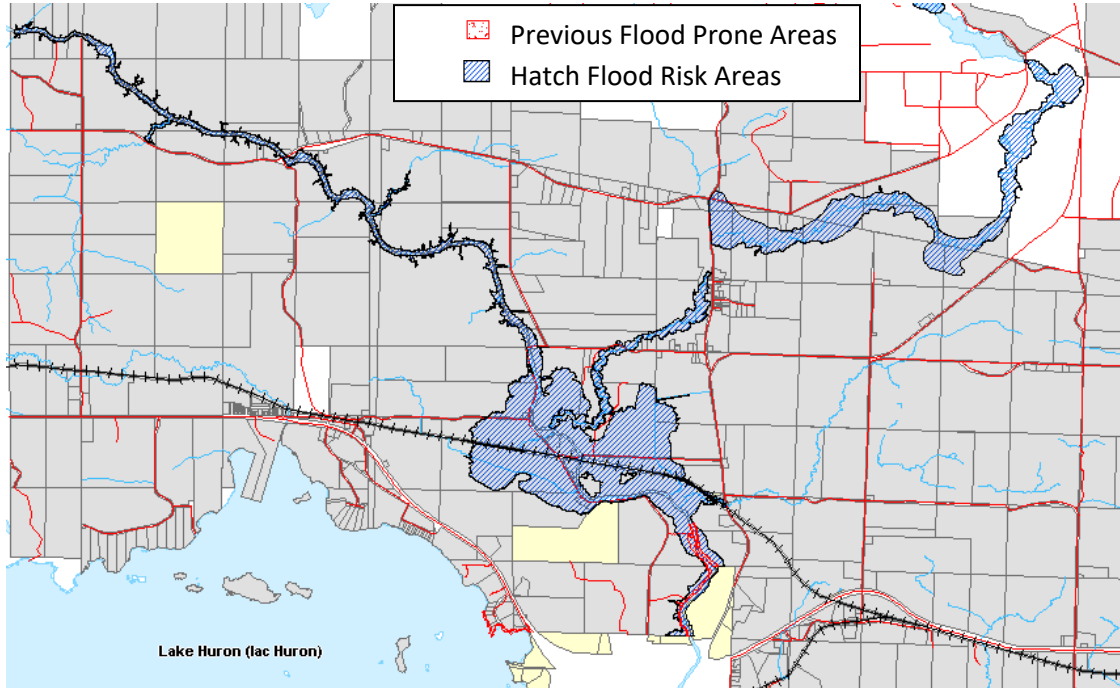 Previous Flood Prone Areas
Hatch Flood Risk Areas
Lake Huron (lac Huron)